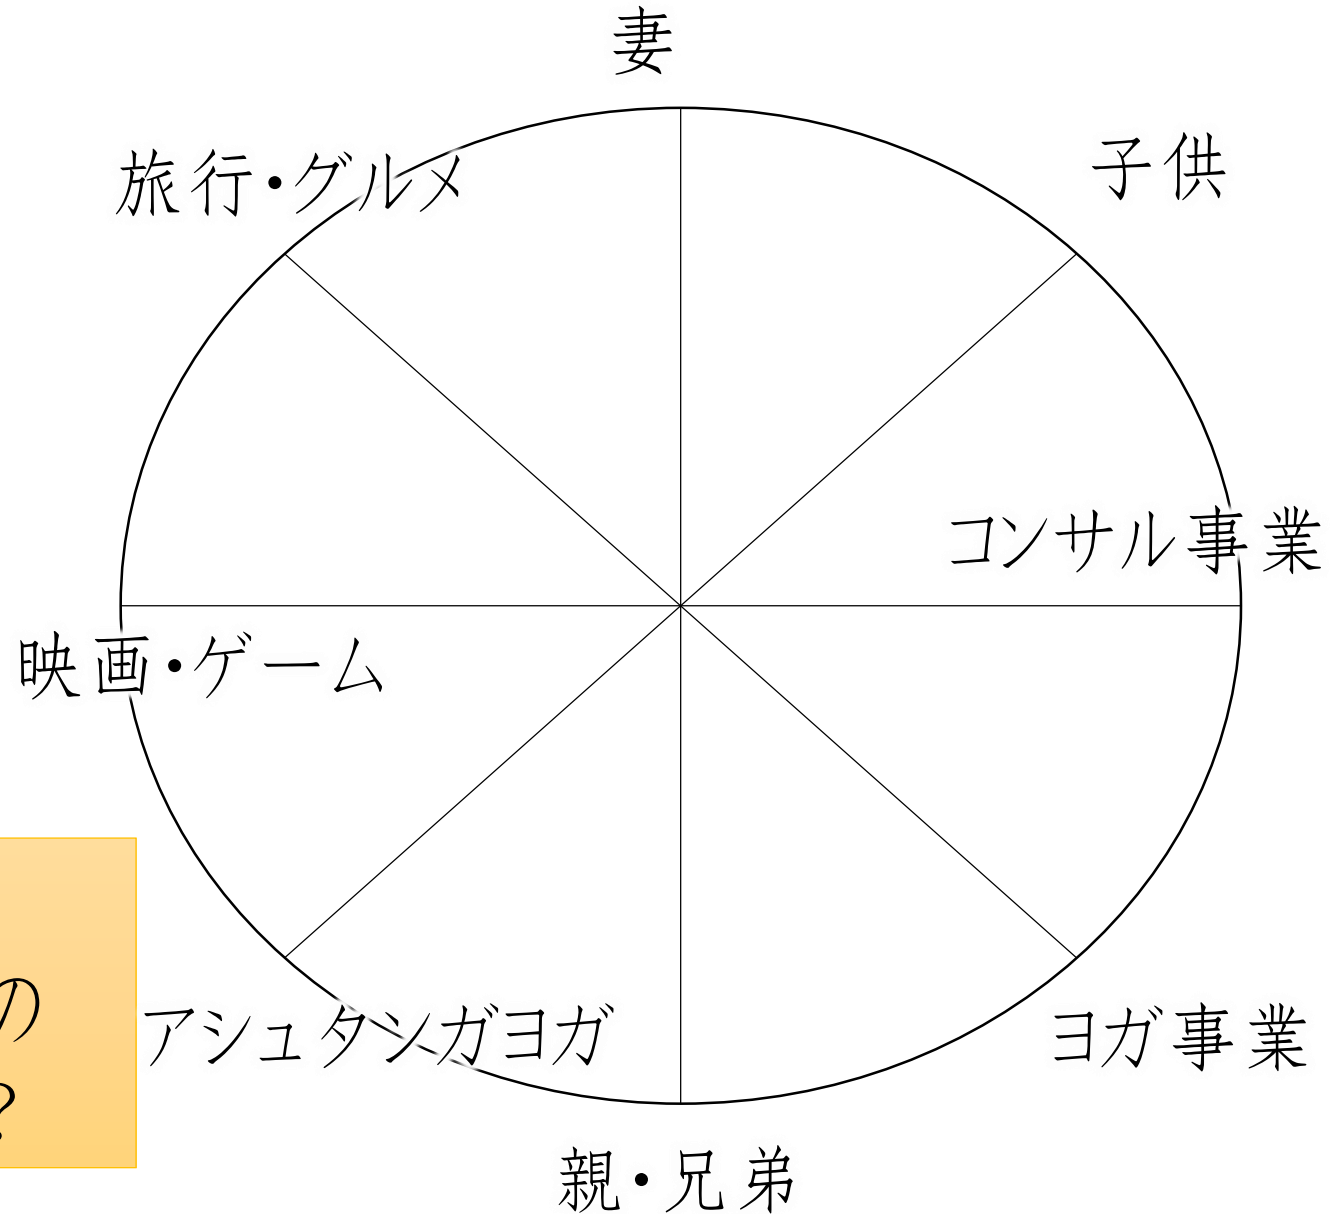 妻
子供
旅行・グルメ
コンサル事業
映画・ゲーム
の
?
アシュタンガヨガ
ヨガ事業
親・兄弟